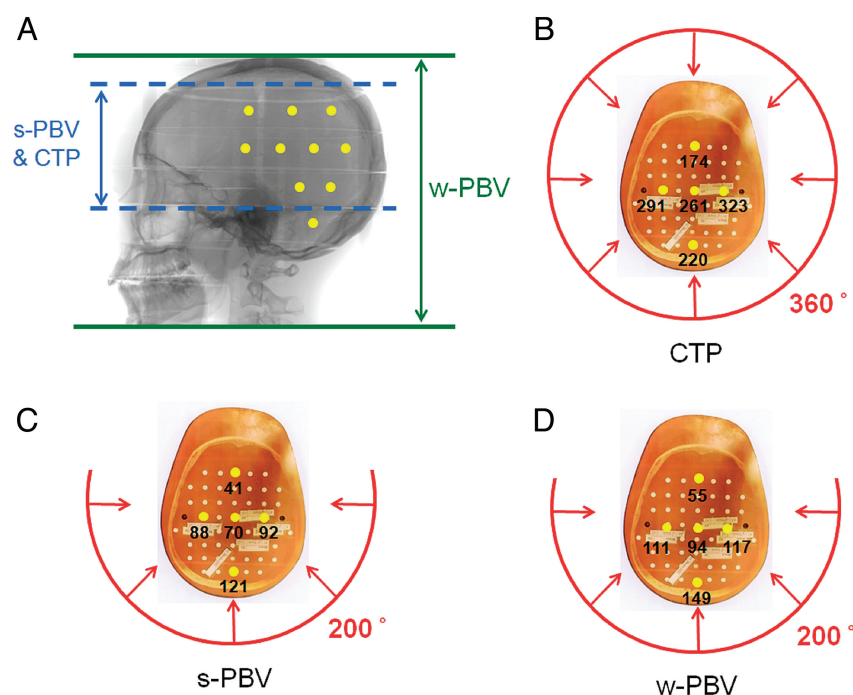 A
s-PBV
& CTP
w-PBV
B
174
291 261 323
220
360 °
CTP
C
41
88 70 92
121
200 °
s-PBV
D
55
111 94 117
149
200 °
w-PBV